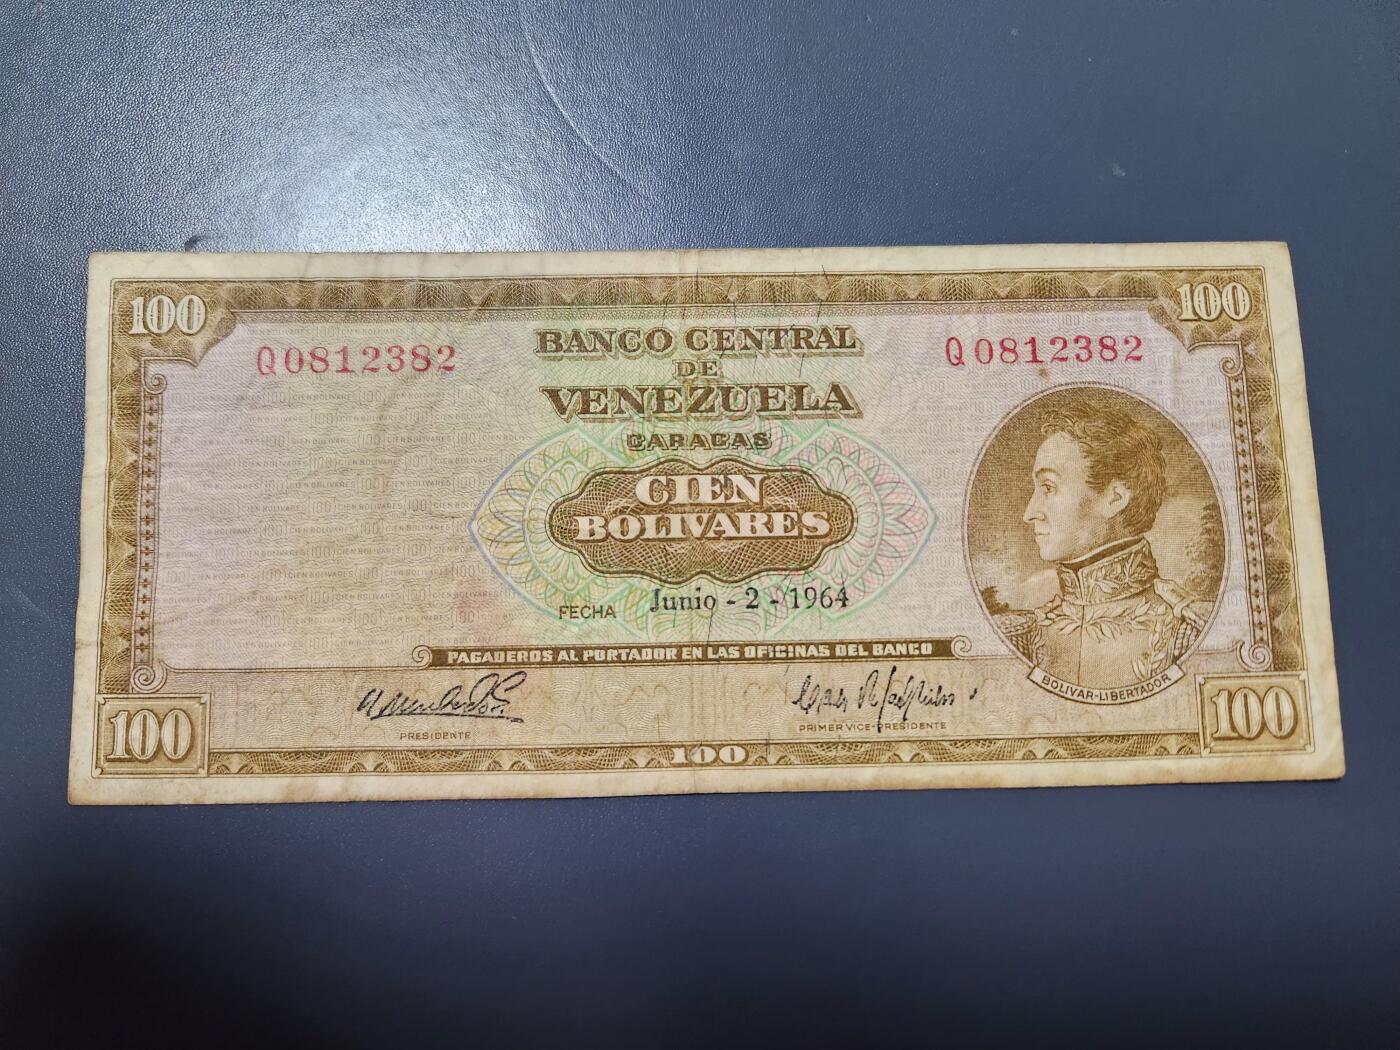 100 100
Q0812382 BANCO CENTRAL Q0812382
DE
VENEZUELA
CARACAS
CIEN
BOLIVARES
FECHA Junio - 2 - 1964
PAGADEROS AL PORTADOR EN LAS OFICINAS DEL BANCO
BOLIVAR-LIBERTADOR
PRESIDENTE PRIMER VICE-PRESIDENTE
100 100 100